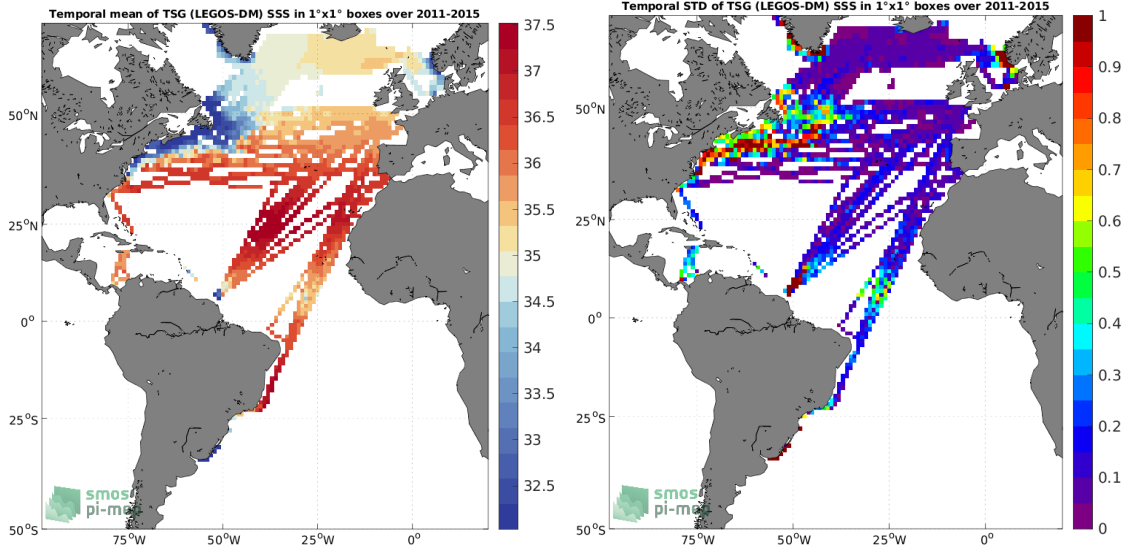 Temporal mean of TSG (LEGOS-DM) SSS in 1°x1° boxes over 2011-2015
50°N
25°N
0°
25°S
50°S
75°W
50°W
25°W
0°
37.5
37
36.5
36
35.5
35
34.5
34
33.5
33
32.5
smos
pi-me
Temporal STD of TSG (LEGOS-DM) SSS in 1°x1° boxes over 2011-2015
50°N
25°N
0°
25°S
50°S
75°W
50°W
25°W
0°
1
0.9
0.8
0.7
0.6
0.5
0.4
0.3
0.2
0.1
0
smos
pi-me